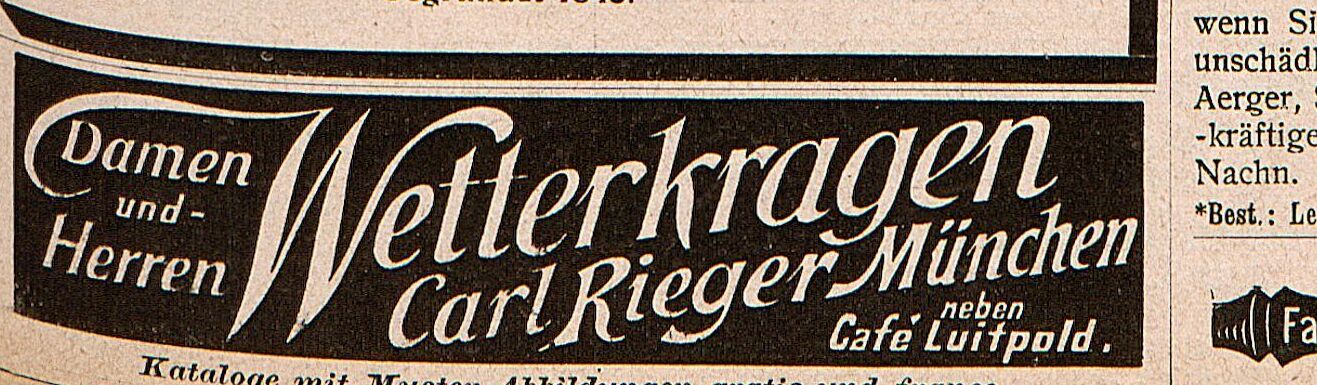 Damen
und-
Herren
Wetterkragen
Carl Rieger München
neben
Café Luitpold.
Kataloge mit
wenn Si
unschädl
Aerger,
-kräftige
Nachn.
*Best.: Le
Fa